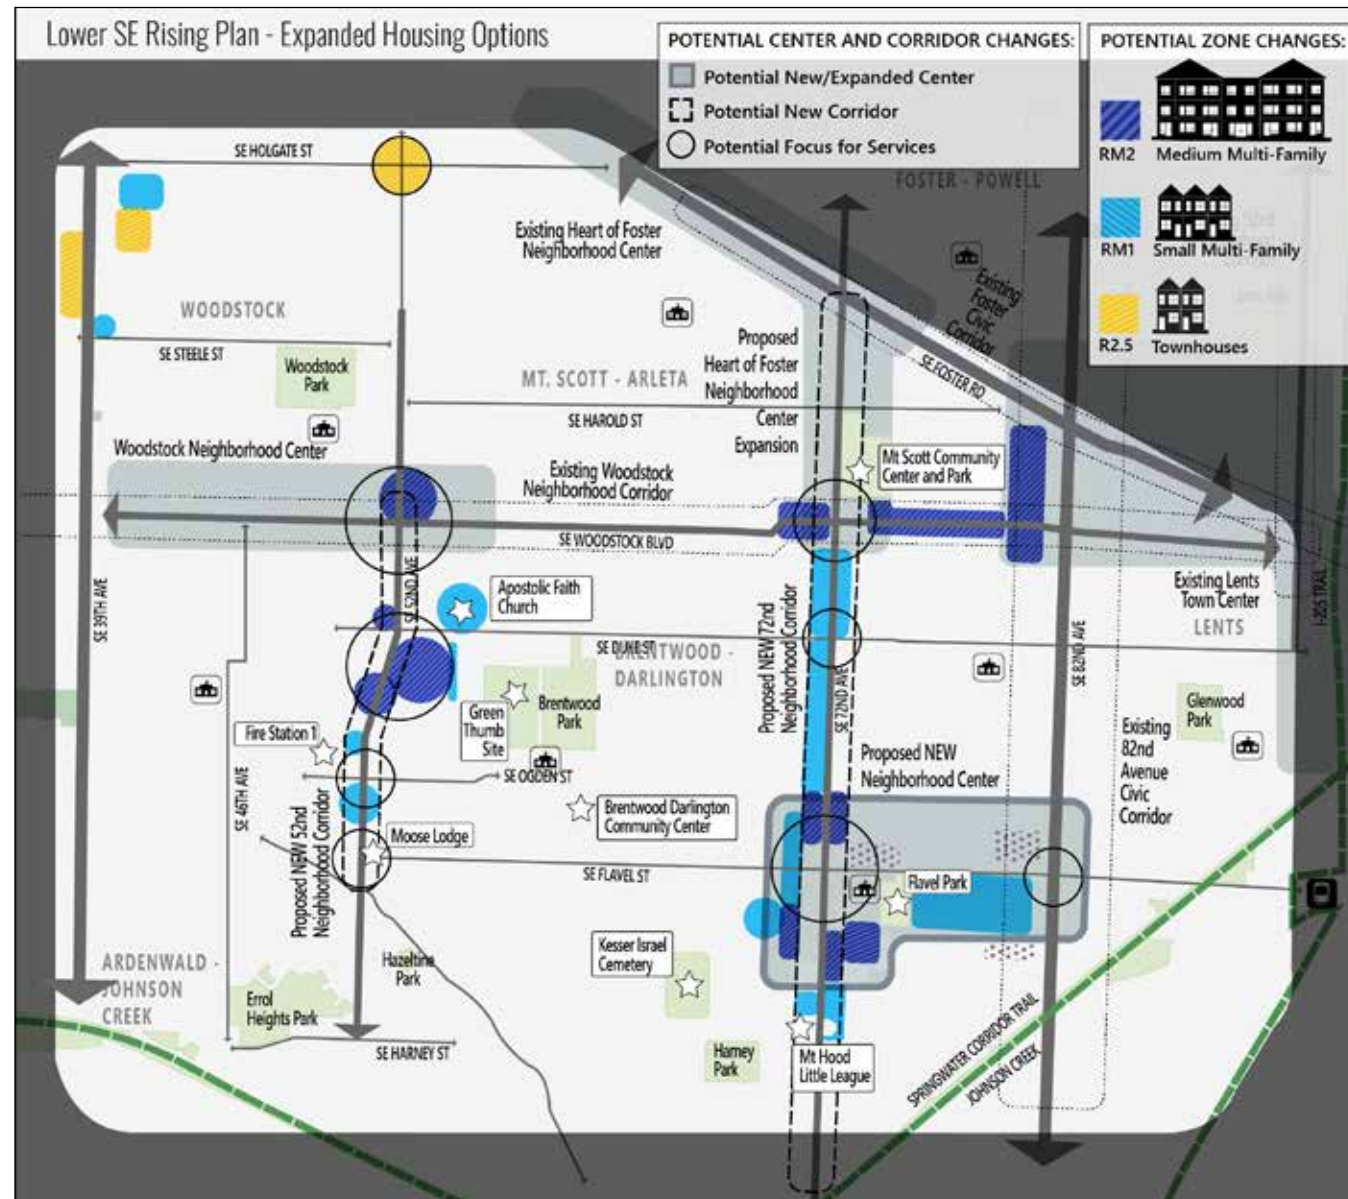 Lower SE Rising Plan - Expanded Housing Options
POTENTIAL CENTER AND CORRIDOR CHANGES:
Potential New/Expanded Center
Potential New Corridor
Potential Focus for Services
POTENTIAL ZONE CHANGES:
RM2
Medium Multi-Family
RM1
Small Multi-Family
R2.5
Townhouses
SE HOLGATE ST
FOSTER - POWELL
Existing Heart of Foster
Neighborhood Center
Existing
Foster
Civic
Corridor
WOODSTOCK
SE STEELE ST
Woodstock
Park
MT. SCOTT - ARLETA
Proposed
Heart of Foster
Neighborhood
Center
Expansion
SE FOSTER RD
SE HAROLD ST
Woodstock Neighborhood Center
Existing Woodstock
Neighborhood Corridor
Mt Scott Community
Center and Park
SE WOODSTOCK BLVD
SE 39TH AVE
SE 52ND AVE
Apostolic Faith
Church
Existing Lents
Town Center
LENTS
I-205 TRAIL
SE DUKE ST
BRENTWOOD -
DARLINGTON
Proposed NEW 72nd
Neighborhood Corridor
SE 72ND AVE
SE 82ND AVE
Green
Thumb
Site
Brentwood
Park
Glenwood
Park
Fire Station 1
SE OGDEN ST
SE 46TH AVE
Proposed NEW 52nd
Neighborhood Corridor
Proposed NEW
Neighborhood Center
Existing
82nd
Avenue
Civic
Corridor
Brentwood Darlington
Community Center
Moose Lodge
SE FLAVEL ST
Flavel Park
Kesser Israel
Cemetery
ARDENWALD -
JOHNSON
CREEK
Hazeltine
Park
Errol
Heights Park
SE HARNEY ST
Harney
Park
Mt Hood
Little League
SPRINGWATER CORRIDOR TRAIL
JOHNSON CREEK